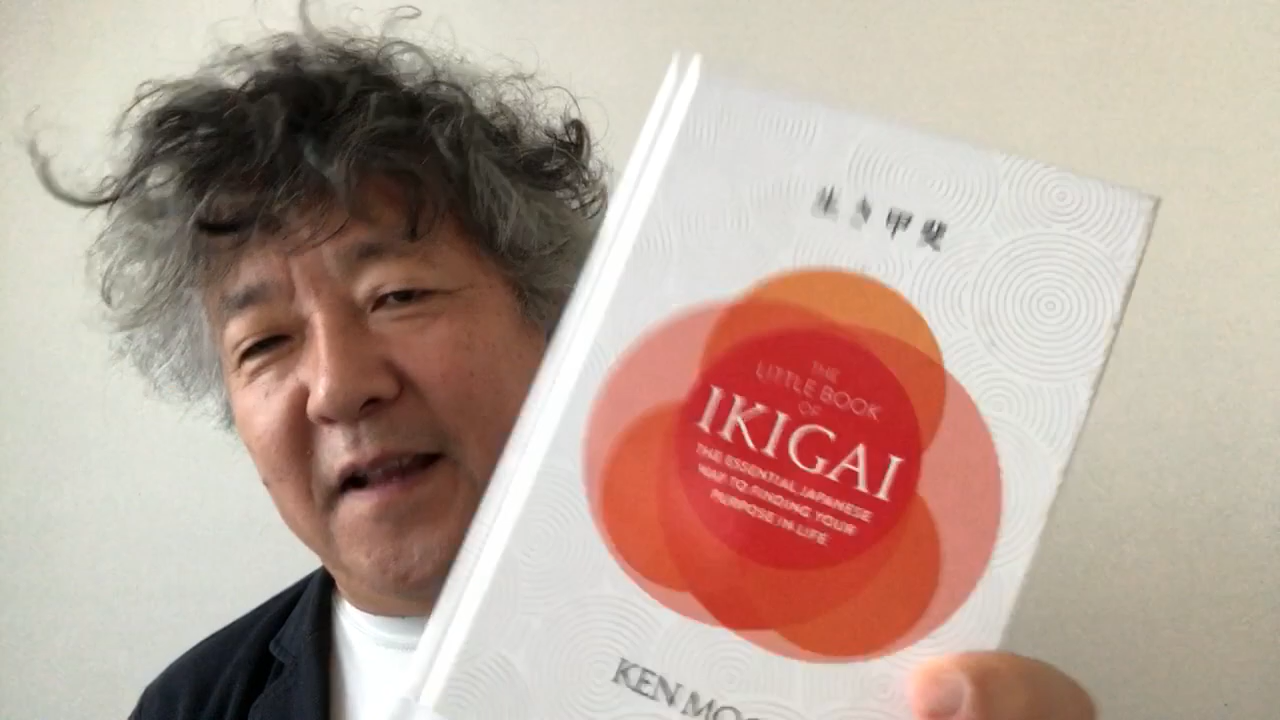 生き甲斐
THE
LITTLE BOOK
OF
IKIGAI
THE ESSENTIAL JAPANESE
WAY TO FINDING YOUR
PURPOSE IN LIFE
KEN